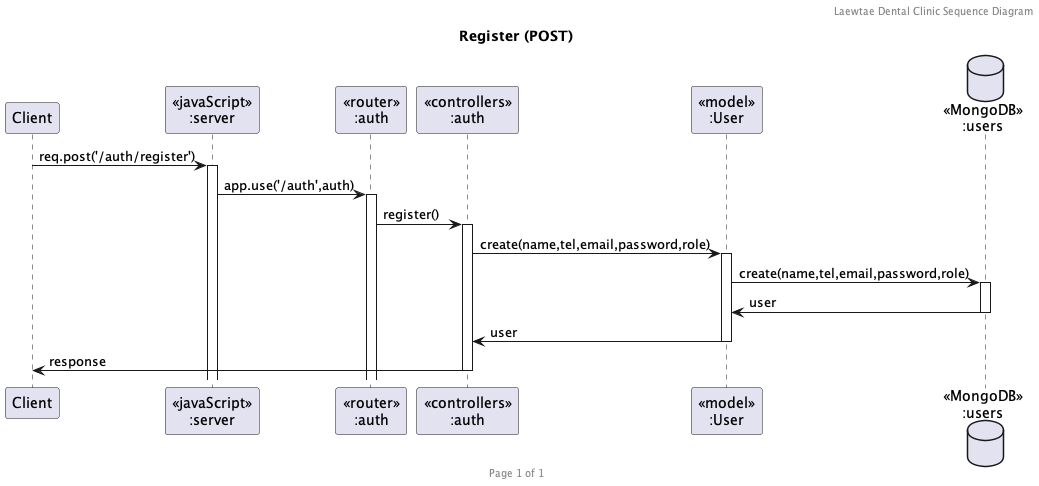 Laewtae Dental Clinic Sequence Diagram
Register (POST)
Client
«javaScript»
:server
«router»
:auth
«controllers»
:auth
«model»
:User
«MongoDB»
:users
req.post('/auth/register')
app.use('/auth',auth)
register()
create(name,tel,email,password,role)
create(name,tel,email,password,role)
user
user
response
Client
«javaScript»
:server
«router»
:auth
«controllers»
:auth
«model»
:User
«MongoDB»
:users
Page 1 of 1